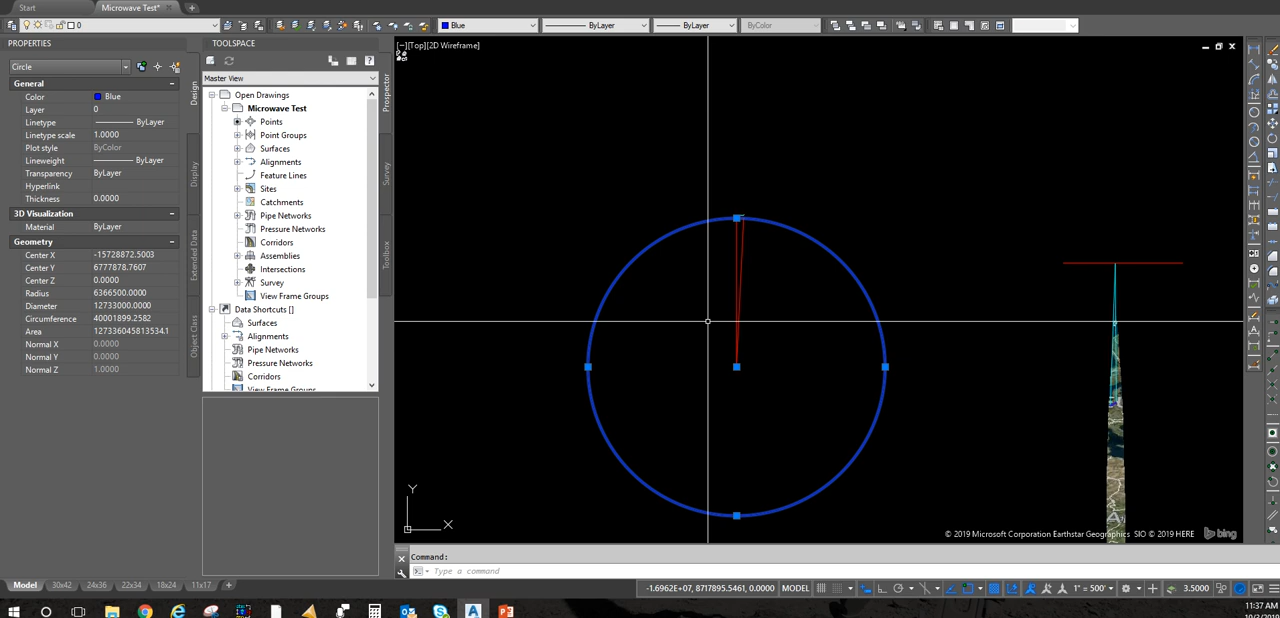 Start
Microwave Test*
0
Blue
ByLayer
ByLayer
ByColor
PROPERTIES
Circle
General
Color Blue
Layer 0
Linetype ByLayer
Linetype scale 1.0000
Plot style ByColor
Lineweight ByLayer
Transparency ByLayer
Hyperlink
Thickness 0.0000
3D Visualization
Material ByLayer
Geometry
Center X -15728872.5003
Center Y 6777878.7607
Center Z 0.0000
Radius 6366500.0000
Diameter 12733000.0000
Circumference 40001899.2582
Area 127336045813534.1
Normal X 0.0000
Normal Y 0.0000
Normal Z 1.0000
Design
Display
Extended Data
Object Class
TOOLSPACE
Master View
Open Drawings
Microwave Test
Points
Point Groups
Surfaces
Alignments
Feature Lines
Sites
Catchments
Pipe Networks
Pressure Networks
Corridors
Assemblies
Intersections
Survey
View Frame Groups
Data Shortcuts []
Surfaces
Alignments
Pipe Networks
Pressure Networks
Corridors
View Frame Groups
Prospector
Survey
Toolbox
[−][Top][2D Wireframe]
Y
X
© 2019 Microsoft Corporation Earthstar Geographics SIO © 2019 HERE
bing
Command:
Type a command
Model
30x42
24x36
22x34
18x24
11x17
-1.6962E+07, 8717895.5461, 0.0000
MODEL
1" = 500'
3.5000
11:37 AM